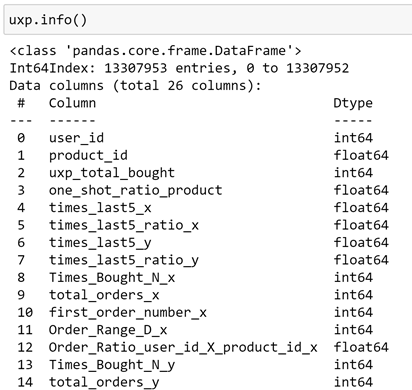 uxp.info()
<class 'pandas.core.frame.DataFrame'>
Int64Index: 13307953 entries, 0 to 13307952
Data columns (total 26 columns):
 #   Column                              Dtype
---  ------                              -----
 0   user_id                             int64
 1   product_id                          float64
 2   uxp_total_bought                    int64
 3   one_shot_ratio_product              float64
 4   times_last5_x                       float64
 5   times_last5_ratio_x                 float64
 6   times_last5_y                       float64
 7   times_last5_ratio_y                 float64
 8   Times_Bought_N_x                    int64
 9   total_orders_x                      int64
 10  first_order_number_x                int64
 11  Order_Range_D_x                     int64
 12  Order_Ratio_user_id_X_product_id_x  float64
 13  Times_Bought_N_y                    int64
 14  total_orders_y                      int64